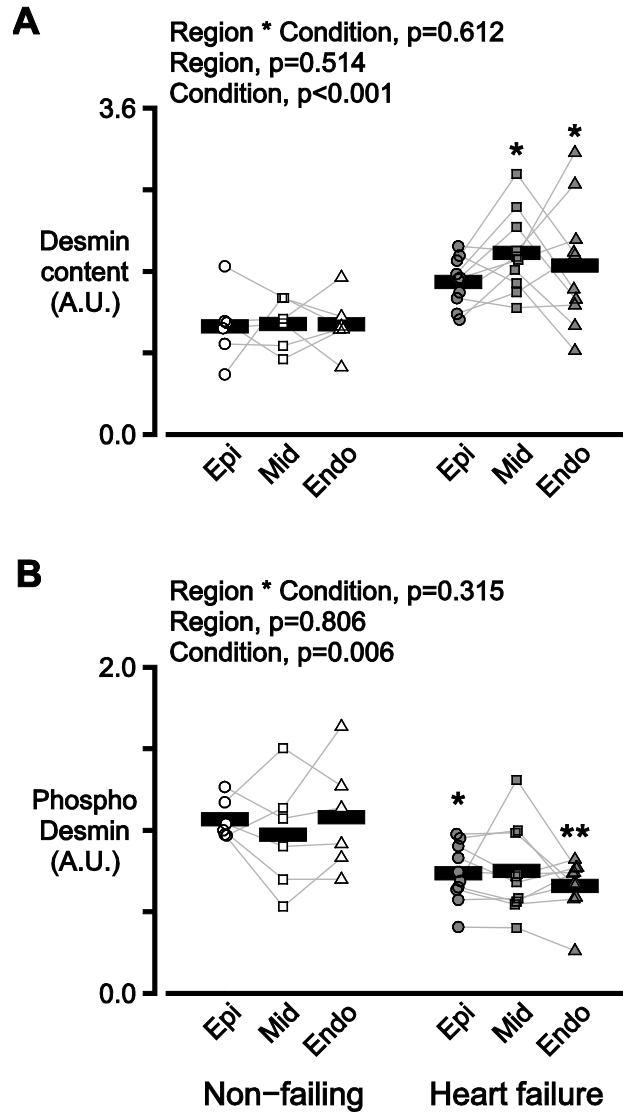 A
Region * Condition, p=0.612
Region, p=0.514
Condition, p<0.001
3.6
Desmin
content
(A.U.)
0.0
* *
Epi Mid Endo Epi Mid Endo
B
Region * Condition, p=0.315
Region, p=0.806
Condition, p=0.006
2.0
Phospho
Desmin
(A.U.)
0.0
* **
Epi Mid Endo Epi Mid Endo
Non−failing Heart failure